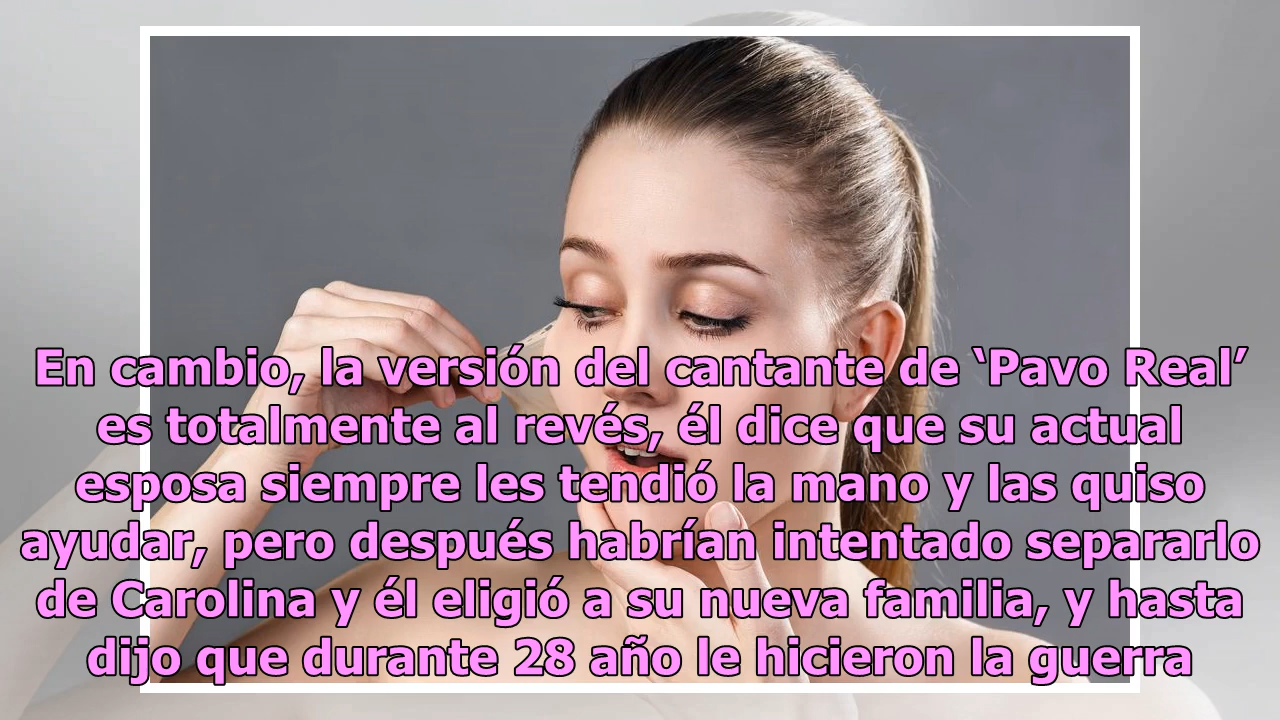 En cambio, la versión del cantante de ‘Pavo Real’
es totalmente al revés, él dice que su actual
esposa siempre les tendió la mano y las quiso
ayudar, pero después habrían intentado separarlo
de Carolina y él eligió a su nueva familia, y hasta
dijo que durante 28 año le hicieron la guerra